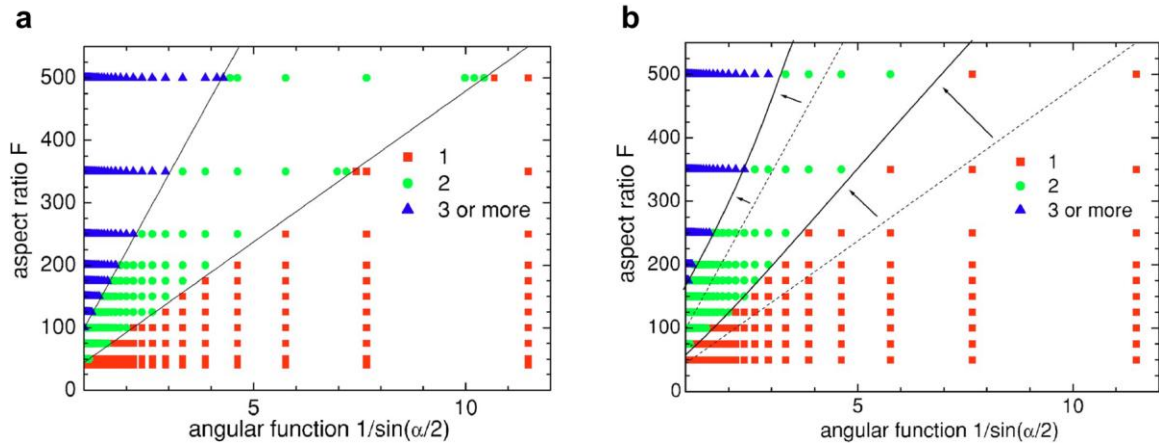 a
aspect ratio F
500
400
300
200
100
0
5
10
angular function 1/sin(α/2)
1
2
3 or more
b
aspect ratio F
500
400
300
200
100
0
5
10
angular function 1/sin(α/2)
1
2
3 or more